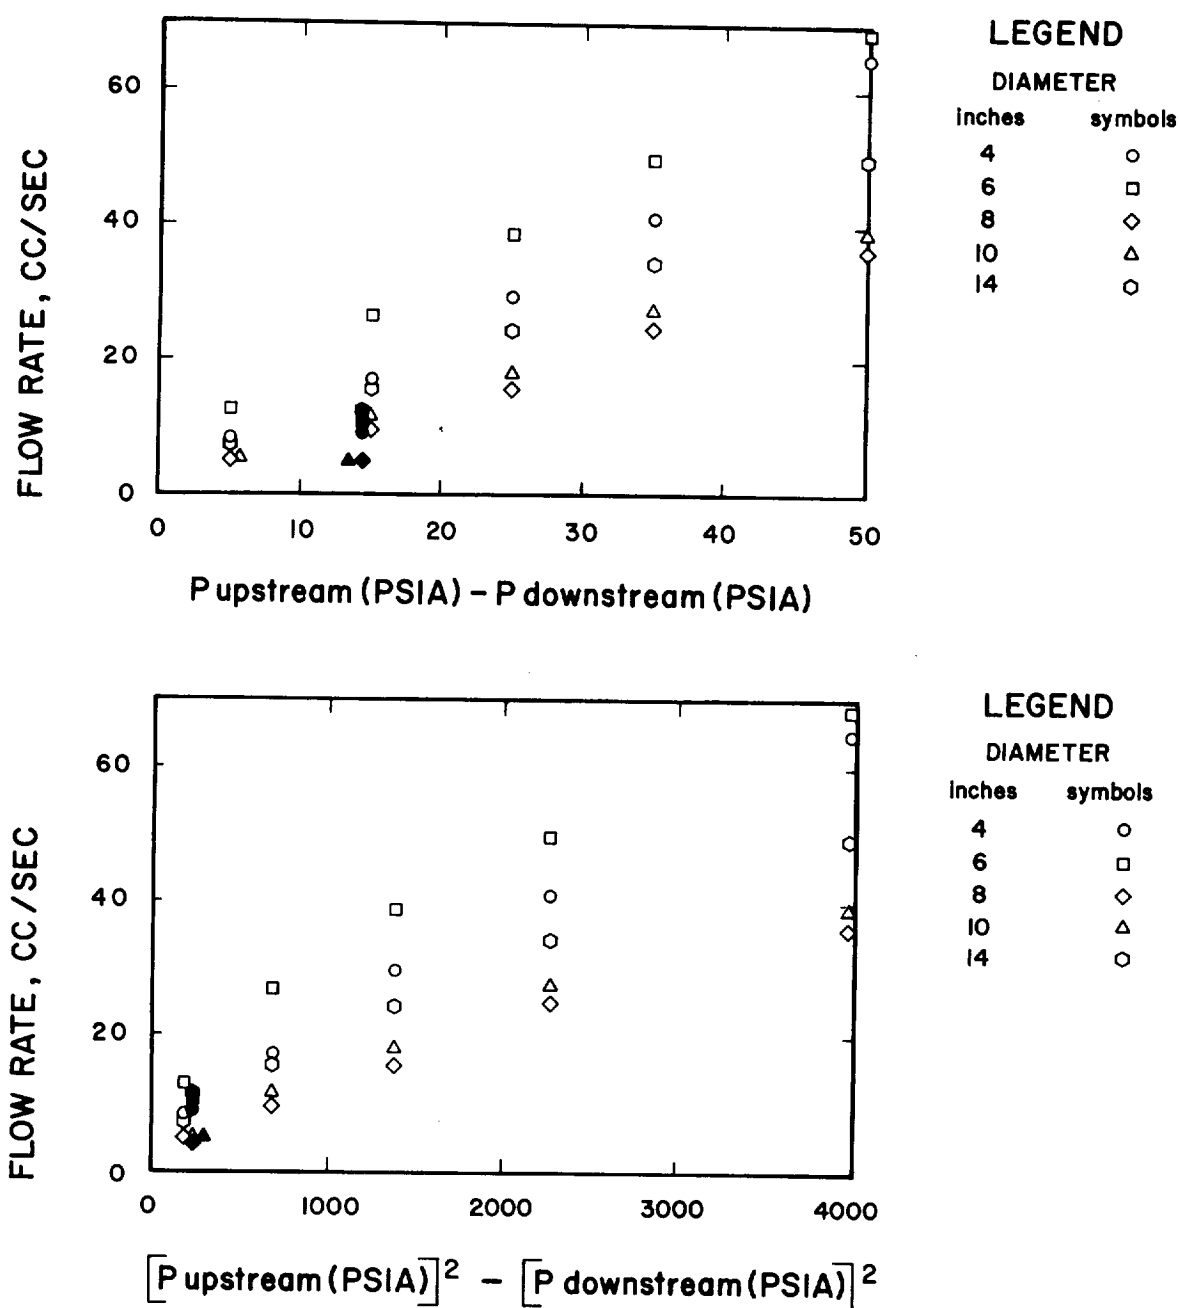 LEGEND
DIAMETER
inches symbols
4
6
8
10
14
60
40
20
0
FLOW RATE, CC/SEC
0 10 20 30 40 50
P upstream (PSIA) - P downstream (PSIA)
LEGEND
DIAMETER
inches symbols
4
6
8
10
14
60
40
20
0
FLOW RATE, CC/SEC
0 1000 2000 3000 4000
[P upstream (PSIA)]² - [P downstream (PSIA)]²